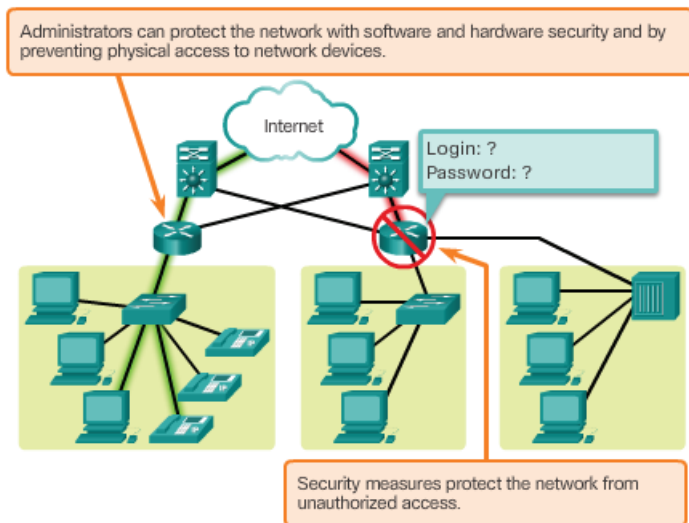 Administrators can protect the network with software and hardware security and by
preventing physical access to network devices.
Internet
Login: ?
Password: ?
Security measures protect the network from
unauthorized access.